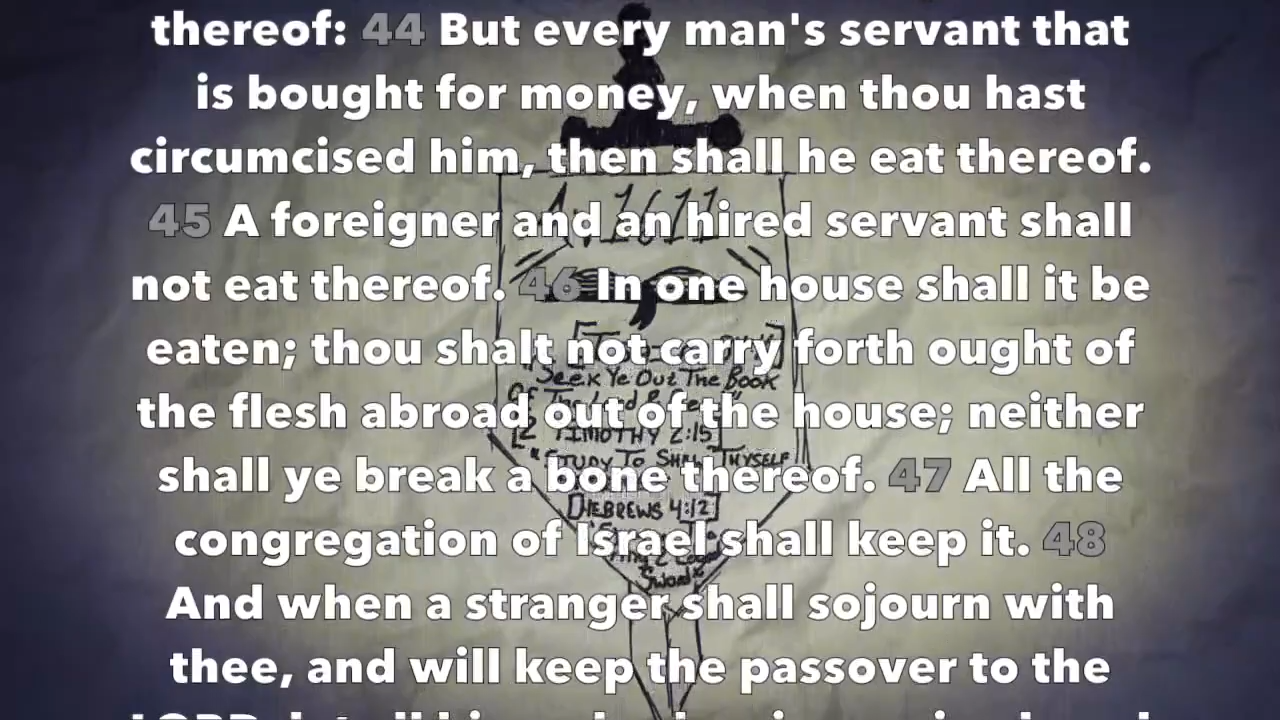 thereof: 44 But every man's servant that
is bought for money, when thou hast
circumcised him, then shall he eat thereof.
45 A foreigner and an hired servant shall
not eat thereof. 46 In one house shall it be
eaten; thou shalt not carry forth ought of
the flesh abroad out of the house; neither
shall ye break a bone thereof. 47 All the
congregation of Israel shall keep it. 48
And when a stranger shall sojourn with
thee, and will keep the passover to the
1611
Seek Ye Out The Book
Of The
TIMOTHY 2:15]
"STUDY TO THYSELF
[HEBREWS 4:12]
Sword